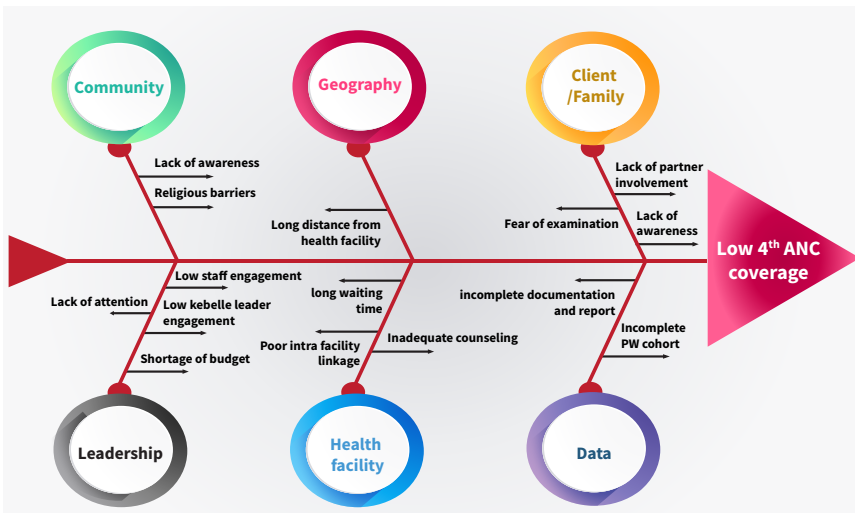 Community
Geography
Client
/Family
Lack of awareness
Religious barriers
Long distance from
health facility
Lack of partner
involvement
Fear of examination
Lack of
awareness
Low 4th ANC
coverage
Low staff engagement
Lack of attention
Low kebelle leader
engagement
Shortage of budget
long waiting
time
Poor intra facility
linkage
Inadequate counseling
incomplete documentation
and report
Incomplete
PW cohort
Leadership
Health
facility
Data